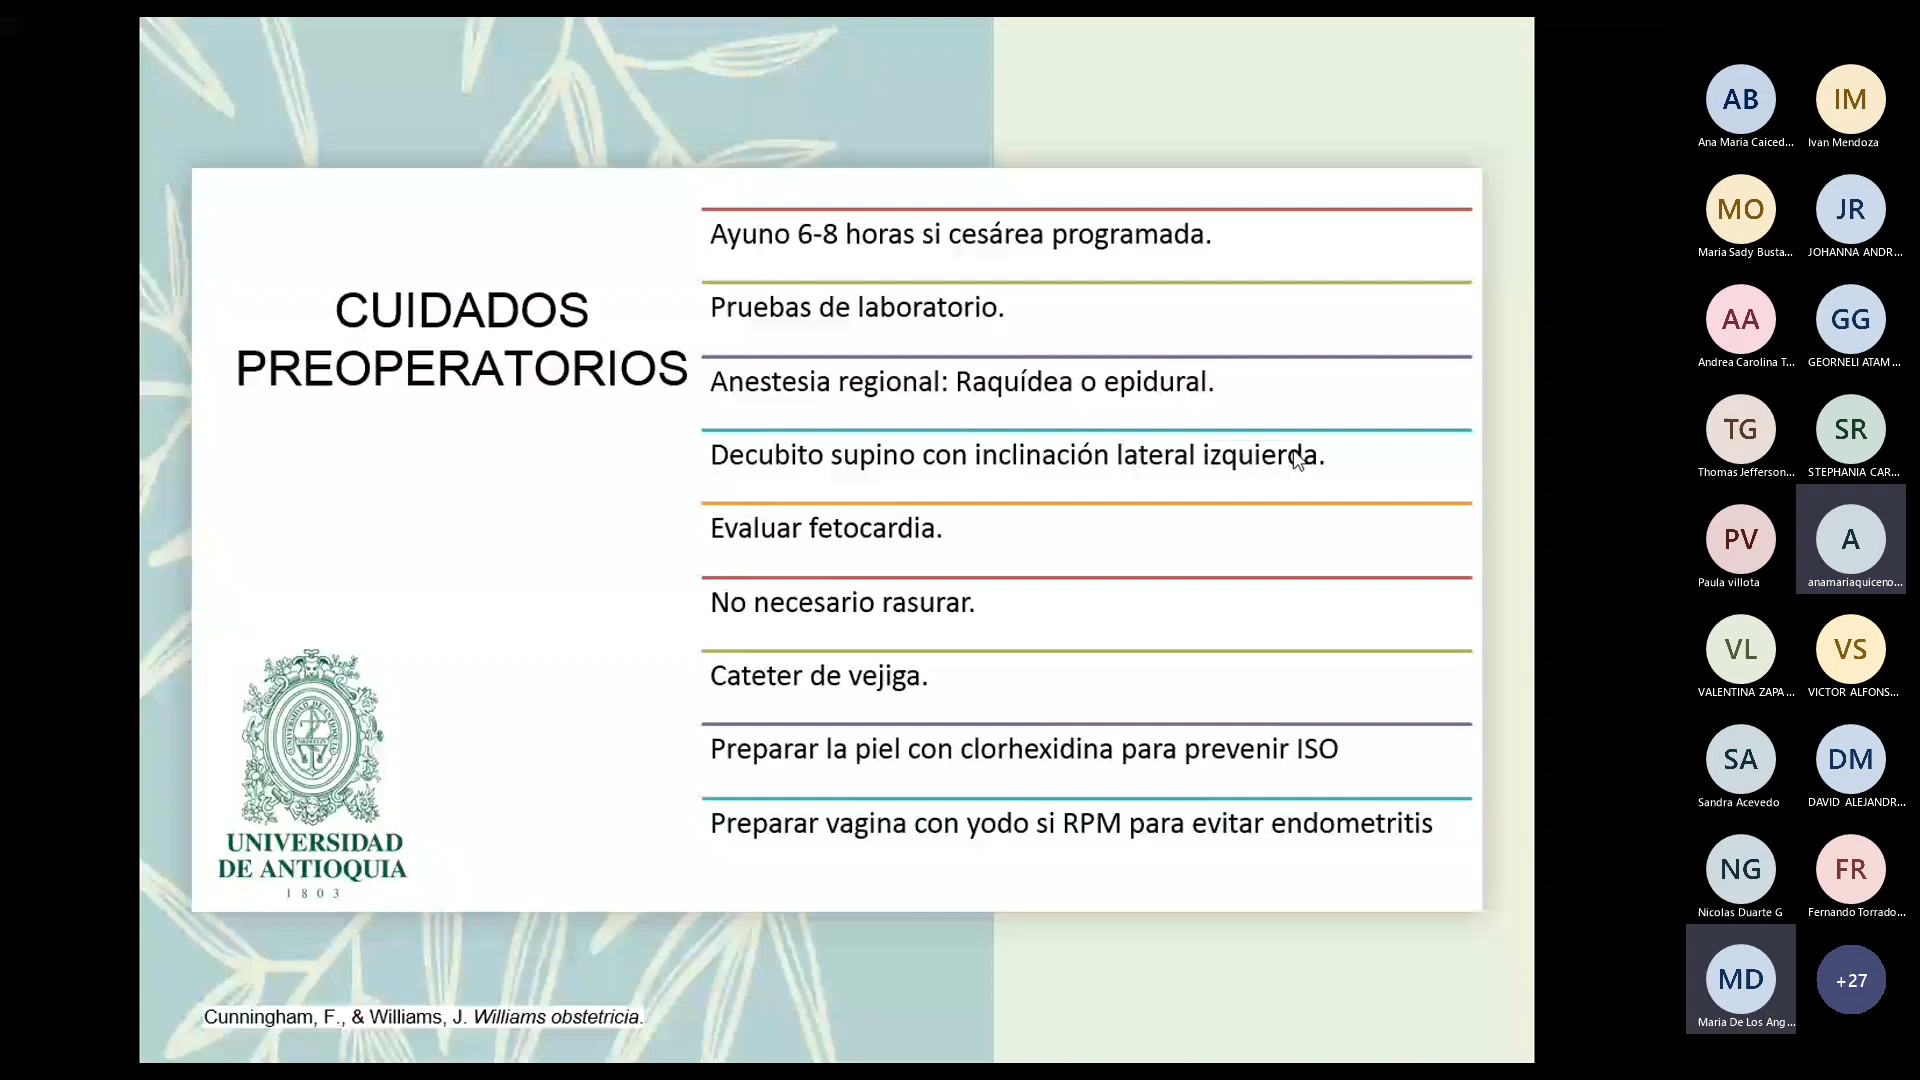 CUIDADOS
PREOPERATORIOS
Ayuno 6-8 horas si cesárea programada.
Pruebas de laboratorio.
Anestesia regional: Raquídea o epidural.
Decubito supino con inclinación lateral izquierda.
Evaluar fetocardia.
No necesario rasurar.
Cateter de vejiga.
Preparar la piel con clorhexidina para prevenir ISO
Preparar vagina con yodo si RPM para evitar endometritis
UNIVERSIDAD
DE ANTIOQUIA
1803
Cunningham, F., & Williams, J. Williams obstetricia.
AB
Ana Maria Caiced...
IM
Ivan Mendoza
MO
Maria Sady Busta...
JR
JOHANNA ANDR...
AA
Andrea Carolina T...
GG
GEORNELI ATAM...
TG
Thomas Jefferson...
SR
STEPHANIA CAR...
PV
Paula villota
A
anamariaquiceno...
VL
VALENTINA ZAPA...
VS
VICTOR ALFONS...
SA
Sandra Acevedo
DM
DAVID ALEJANDR...
NG
Nicolas Duarte G
FR
Fernando Torrado...
MD
Maria De Los Ang...
+27